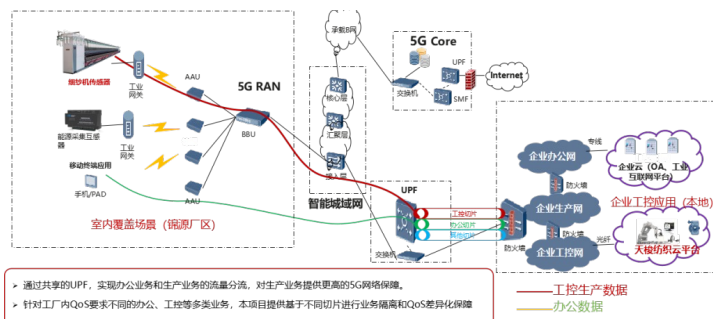 承载B网
5G Core
UPF
Internet
交换机
SMF
细纱机传感器
工业
网关
AAU
5G RAN
核心层
汇聚层
接入层
BBU
能源采集互感
器
工业
网关
移动终端应用
手机/PAD
AAU
智能城域网
UPF
室内覆盖场景（锦源厂区）
工控切片
办公切片
其他切片
交换机
防火墙
企业办公网
专线
企业云（OA、工业
互联网平台）
防火墙
企业生产网
企业工控应用（本地）
防火墙
企业工控网
光纤
天梭纺织云平台
工控生产数据
办公数据
➢ 通过共享的UPF，实现办公业务和生产业务的流量分流，对生产业务提供更高的5G网络保障。
➢ 针对工厂内QoS要求不同的办公、工控等多类业务，本项目提供基于不同切片进行业务隔离和QoS差异化保障